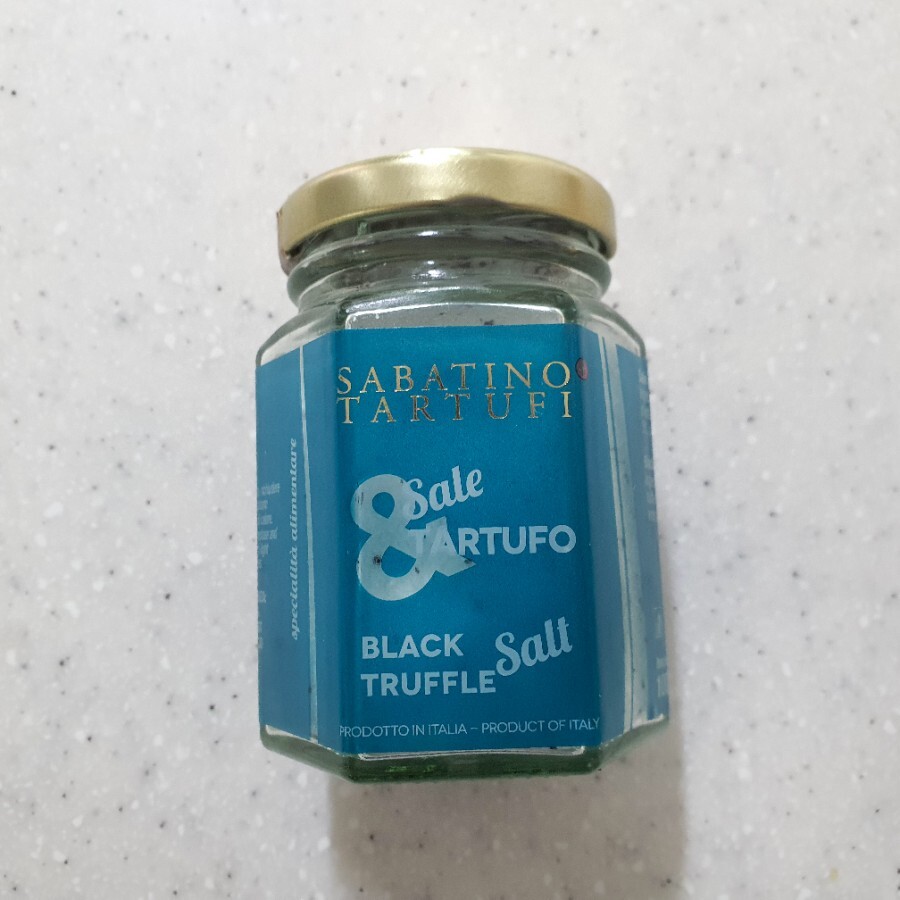 SABATINO
TARTUFI
Sale
& TARTUFO
BLACK
TRUFFLE Salt
PRODOTTO IN ITALIA – PRODUCT OF ITALY
specialità alimentare